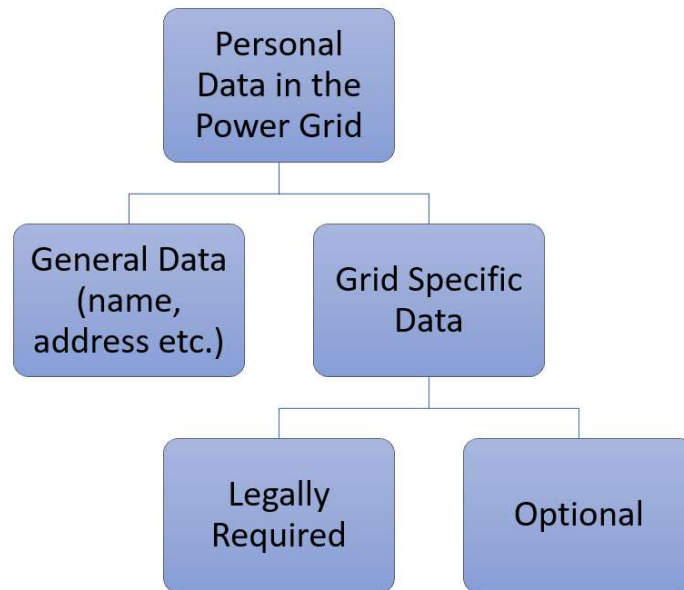 Personal
Data in the
Power Grid
General Data
(name,
address etc.)
Grid Specific
Data
Legally
Required
Optional